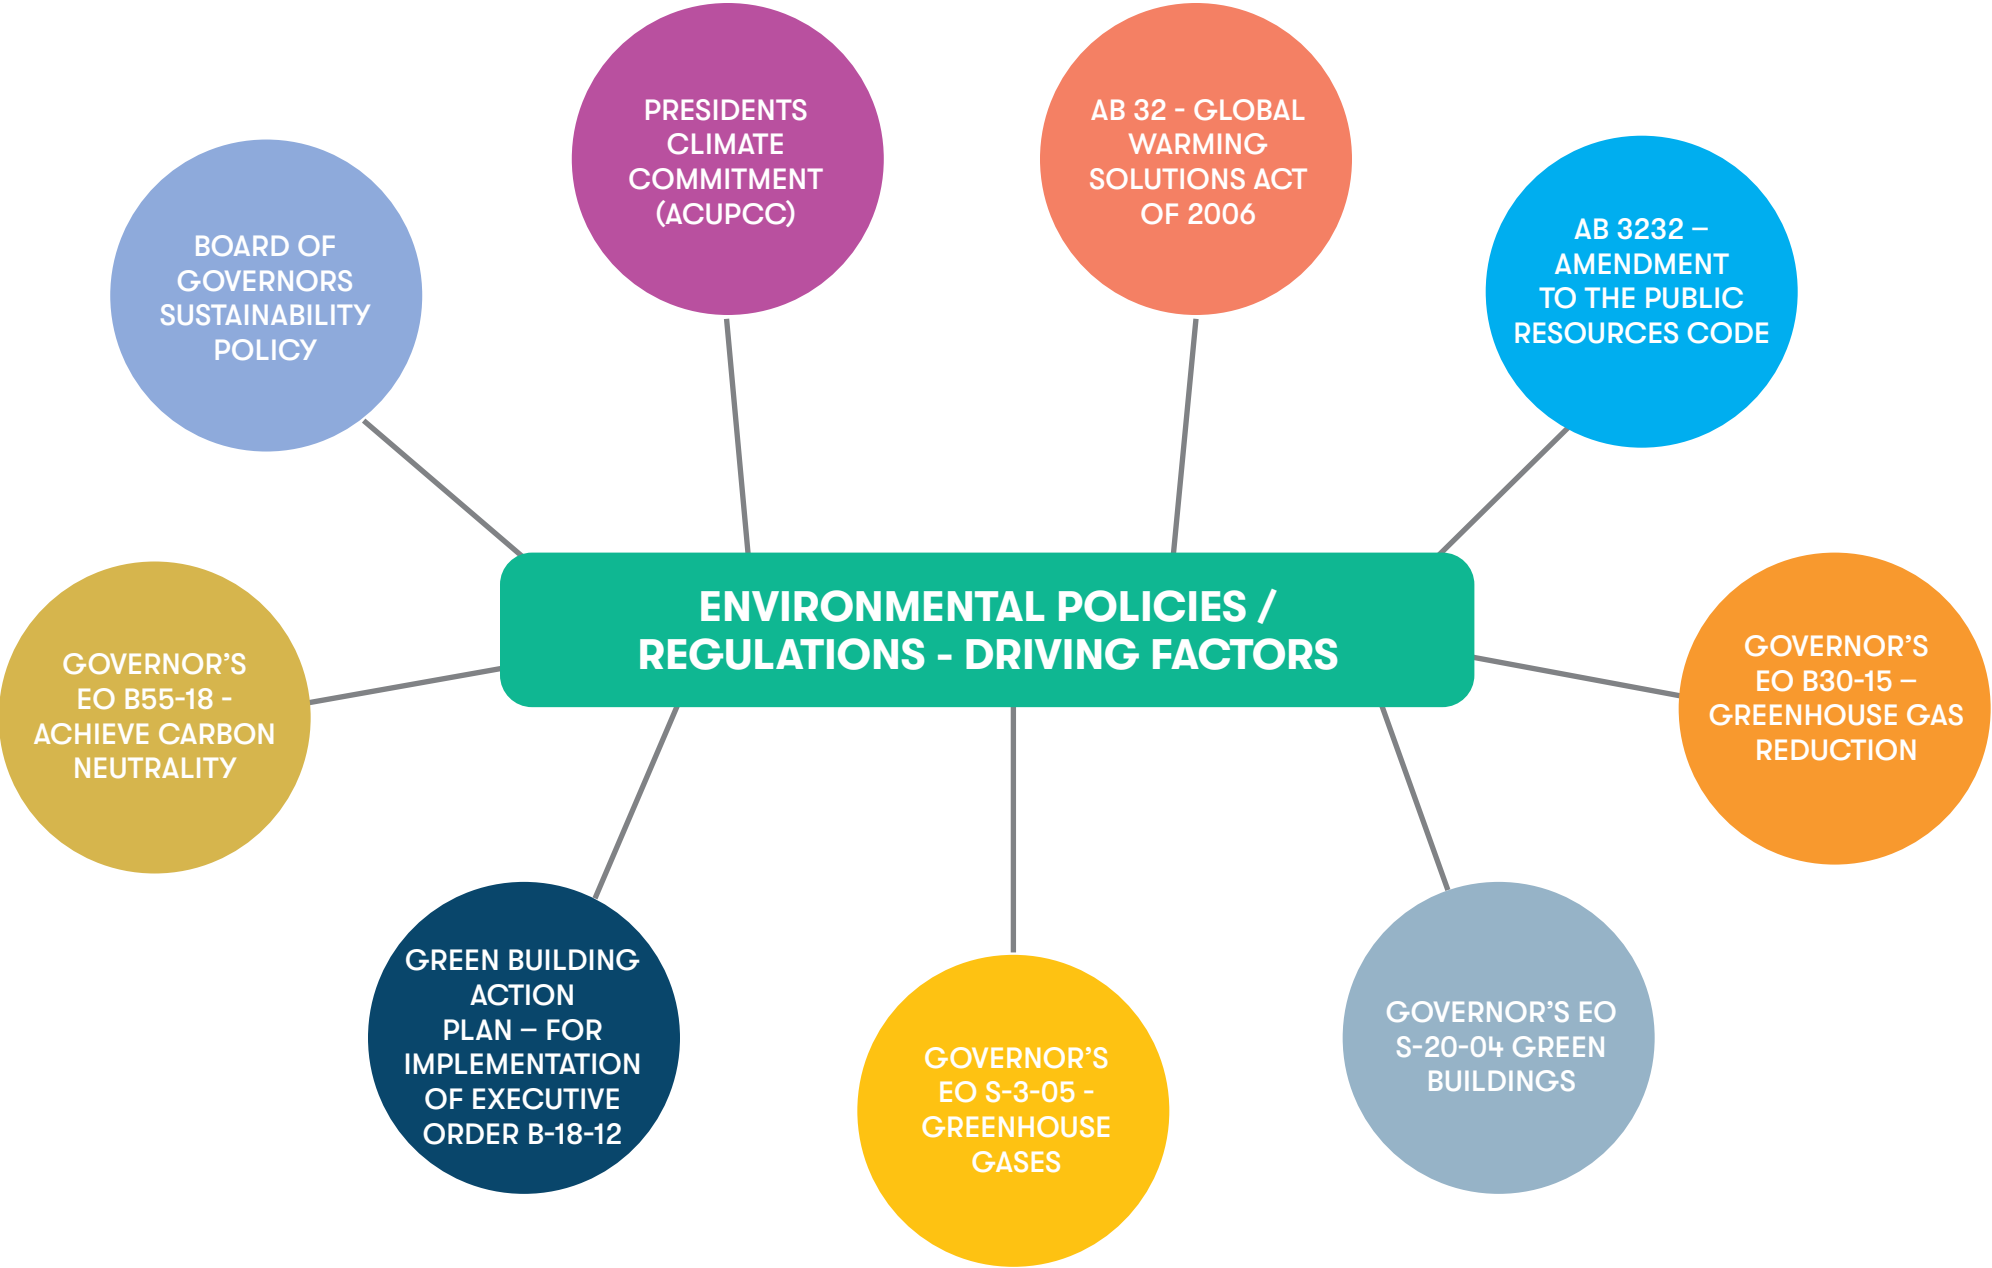 PRESIDENTS
CLIMATE
COMMITMENT
(ACUPCC)
AB 32 - GLOBAL
WARMING
SOLUTIONS ACT
OF 2006
BOARD OF
GOVERNORS
SUSTAINABILITY
POLICY
AB 3232 –
AMENDMENT
TO THE PUBLIC
RESOURCES CODE
ENVIRONMENTAL POLICIES /
REGULATIONS - DRIVING FACTORS
GOVERNOR’S
EO B55-18 -
ACHIEVE CARBON
NEUTRALITY
GOVERNOR’S
EO B30-15 –
GREENHOUSE GAS
REDUCTION
GREEN BUILDING
ACTION
PLAN – FOR
IMPLEMENTATION
OF EXECUTIVE
ORDER B-18-12
GOVERNOR’S
EO S-3-05 -
GREENHOUSE
GASES
GOVERNOR’S EO
S-20-04 GREEN
BUILDINGS